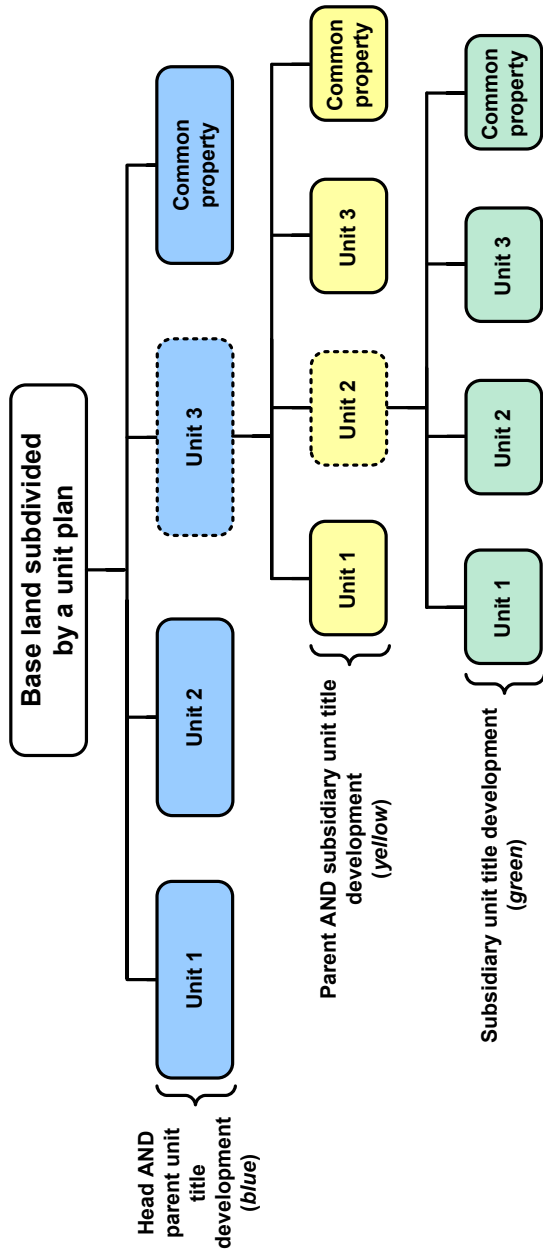 Base land subdivided
by a unit plan
Head AND
parent unit
title
development
(blue)
Unit 1
Unit 2
Unit 3
Common
property
Parent AND subsidiary unit title
development
(yellow)
Unit 1
Unit 2
Unit 3
Common
property
Subsidiary unit title development
(green)
Unit 1
Unit 2
Unit 3
Common
property